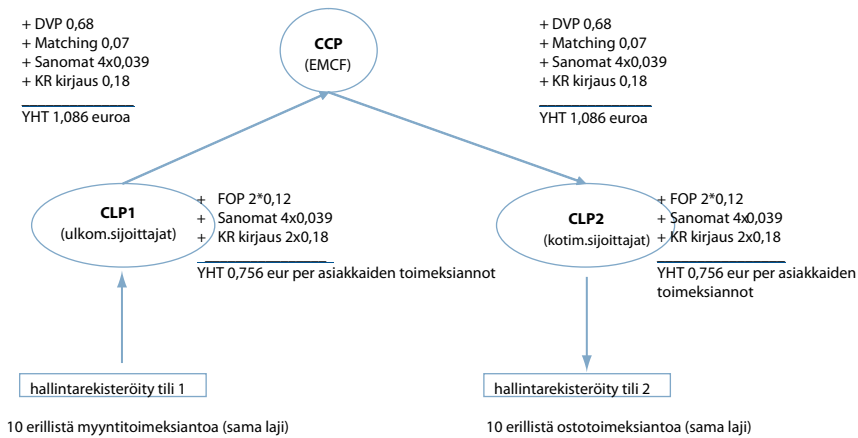 + DVP 0,68
+ Matching 0,07
+ Sanomat 4x0,039
+ KR kirjaus 0,18
YHT 1,086 euroa
CCP
(EMCF)
+ DVP 0,68
+ Matching 0,07
+ Sanomat 4x0,039
+ KR kirjaus 0,18
YHT 1,086 euroa
CLP1
(ulkom.sijoittajat)
+ FOP 2*0,12
+ Sanomat 4x0,039
+ KR kirjaus 2x0,18
YHT 0,756 eur per asiakkaiden toimeksiannot
CLP2
(kotim.sijoittajat)
+ FOP 2*0,12
+ Sanomat 4x0,039
+ KR kirjaus 2x0,18
YHT 0,756 eur per asiakkaiden
toimeksiannot
hallintarekisteröity tili 1
hallintarekisteröity tili 2
10 erillistä myyntitoimeksiantoa (sama laji)
10 erillistä ostotoimeksiantoa (sama laji)